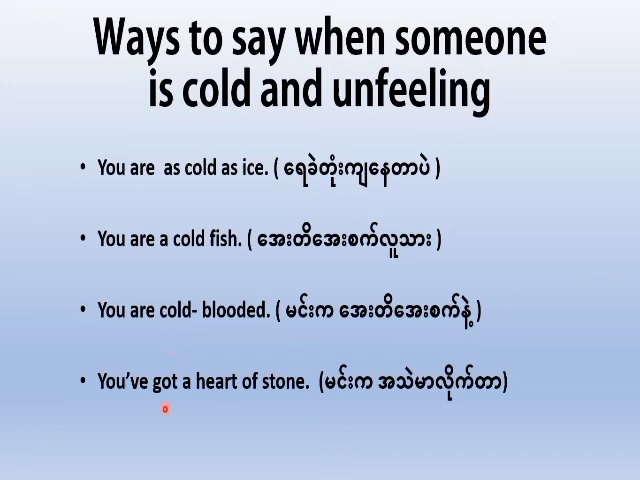 Ways to say when someone
is cold and unfeeling
• You are as cold as ice. ( ရေခဲတုံးကျနေတာပဲ )
• You are a cold fish. ( အေးတိအေးစက်လူသား )
• You are cold- blooded. ( မင်းက အေးတိအေးစက်နဲ့ )
• You’ve got a heart of stone. (မင်းက အသဲမာလိုက်တာ)